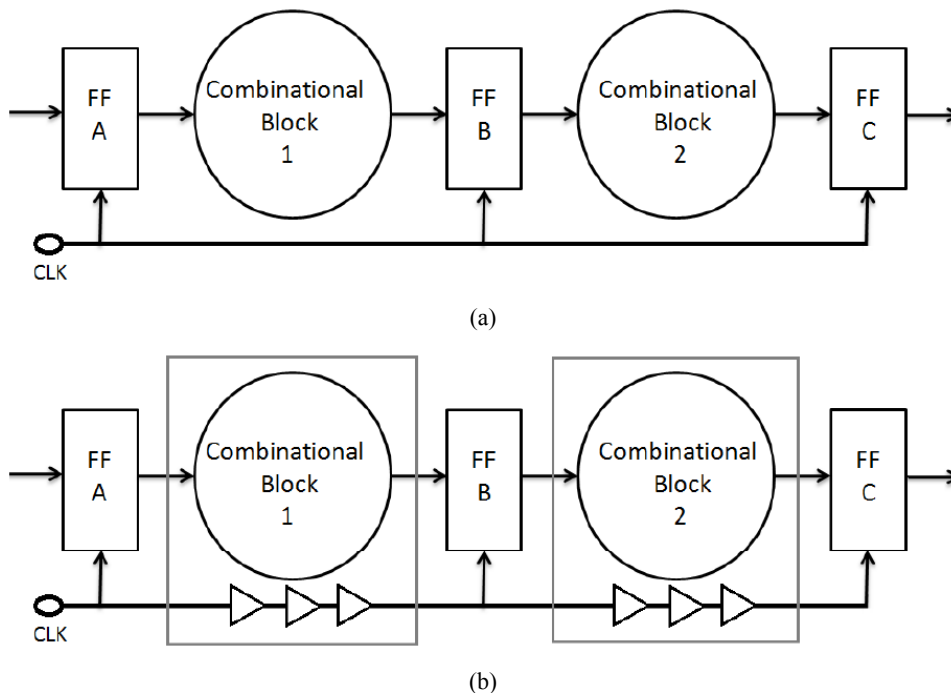 FF
A
Combinational
Block
1
FF
B
Combinational
Block
2
FF
C
CLK
(a)
FF
A
Combinational
Block
1
FF
B
Combinational
Block
2
FF
C
CLK
(b)